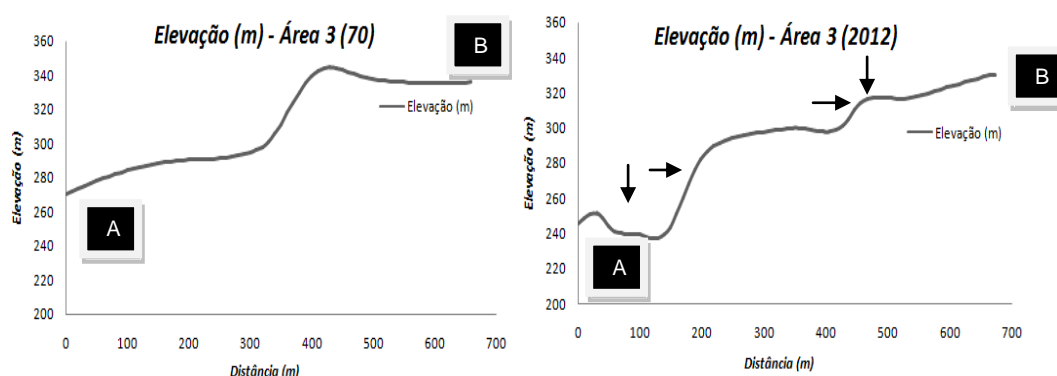 Elevação (m) - Área 3 (70)
B
360
340
320
300
280
260
240
220
200
Elevação (m)
Elevação (m)
A
0 100 200 300 400 500 600 700
Distância (m)
Elevação (m) - Área 3 (2012)
B
360
340
320
300
280
260
240
220
200
Elevação (m)
Elevação (m)
A
0 100 200 300 400 500 600 700
Distância (m)